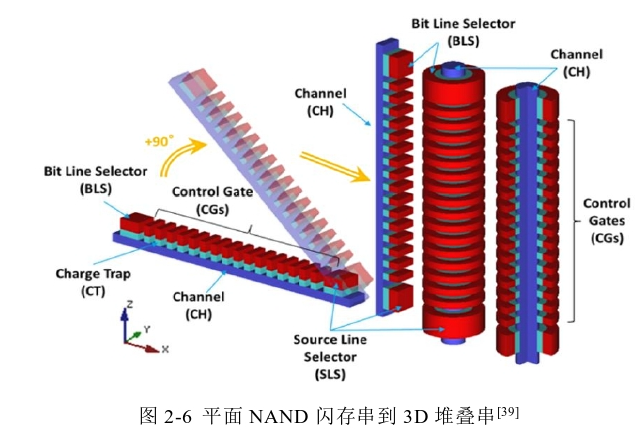 Bit Line Selector
(BLS)
Channel
(CH)
Channel
(CH)
+90°
Bit Line Selector
(BLS)
Control Gate
(CGs)
Control
Gates
(CGs)
Charge Trap
(CT)
Channel
(CH)
Source Line
Selector
(SLS)
Z
Y
X
图 2-6 平面 NAND 闪存串到 3D 堆叠串[39]